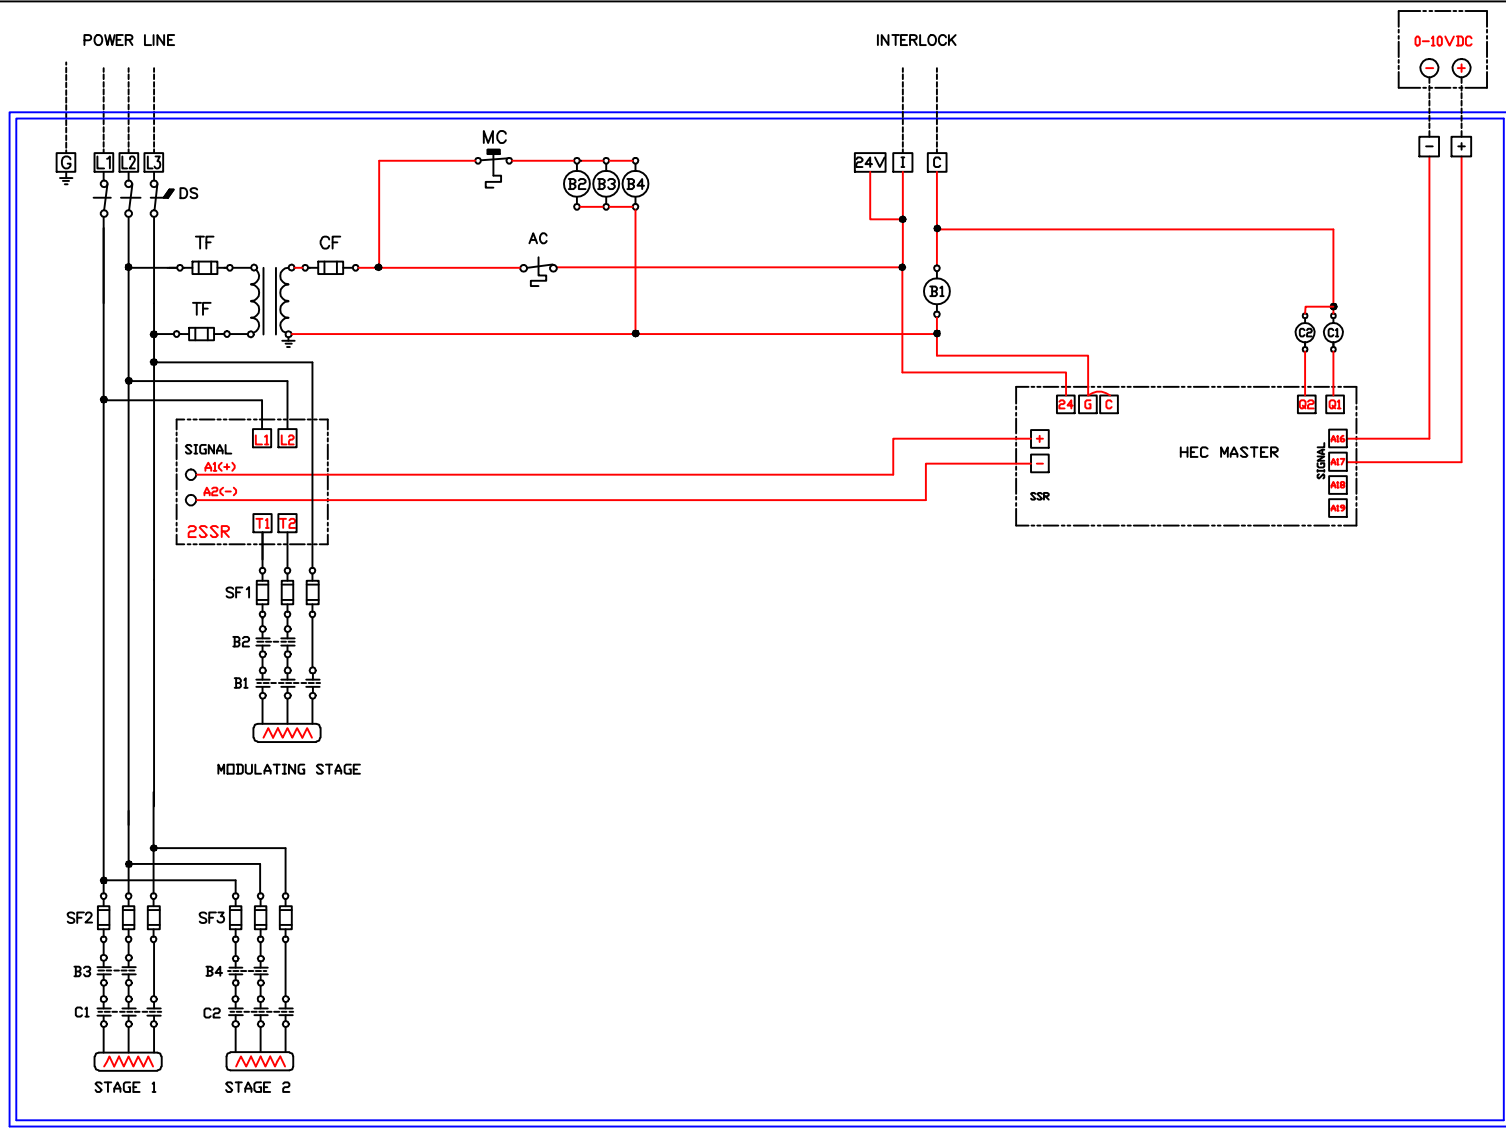 POWER LINE
INTERLOCK
0-10VDC
- +
G L1 L2 L3
DS
MC
B2 B3 B4
24V I C
- +
TF
CF
AC
TF
B1
C2 C1
24 G C
Q2 Q1
HEC MASTER
+
-
SSR
SIGNAL
A16
A17
A18
A19
L1 L2
SIGNAL
A1(+)
A2(-)
2SSR
T1 T2
SF1
B2
B1
MODULATING STAGE
SF2
SF3
B3
B4
C1
C2
STAGE 1
STAGE 2